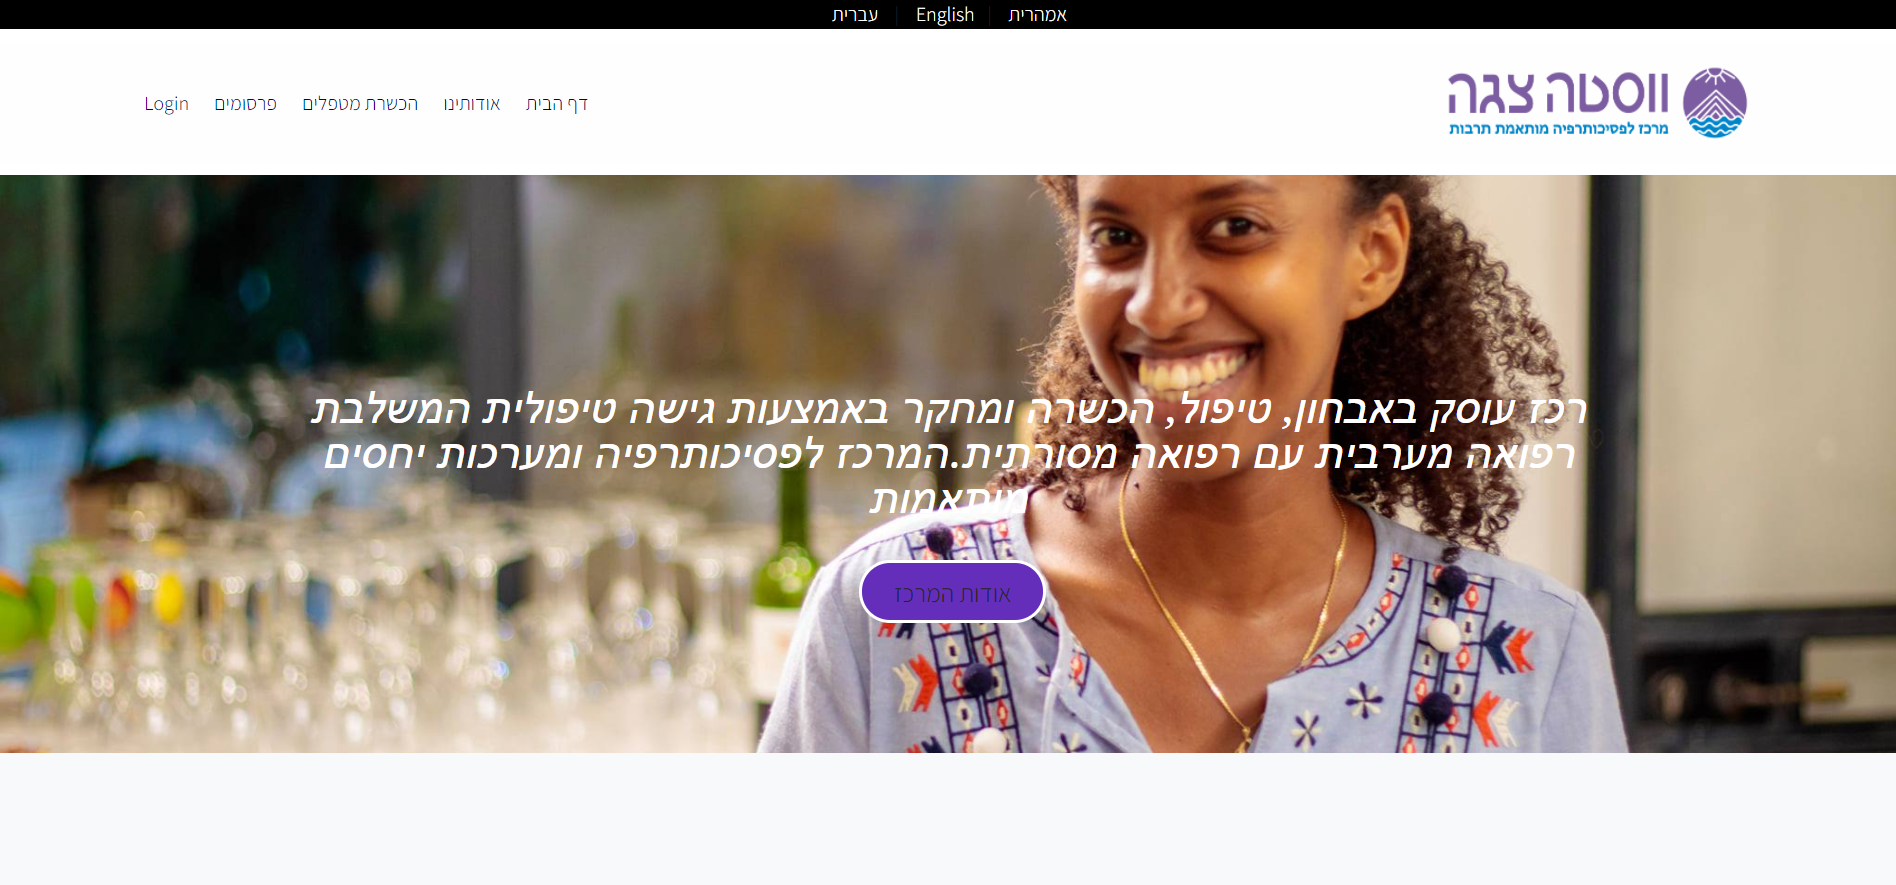 עברית English אמהרית
ווסטה צגה
מרכז לפסיכותרפיה מותאמת תרבות
דף הבית אודותינו הכשרת מטפלים פרסומים Login
רכז עוסק באבחון, טיפול, הכשרה ומחקר באמצעות גישה טיפולית המשלבת
רפואה מערבית עם רפואה מסורתית.המרכז לפסיכותרפיה ומערכות יחסים
מותאמות
אודות המרכז